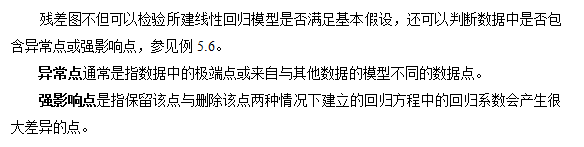 残差图不但可以检验所建线性回归模型是否满足基本假设，还可以判断数据中是否包
含异常点或强影响点，参见例 5.6。
异常点通常是指数据中的极端点或来自与其他数据的模型不同的数据点。
强影响点是指保留该点与删除该点两种情况下建立的回归方程中的回归系数会产生很
大差异的点。